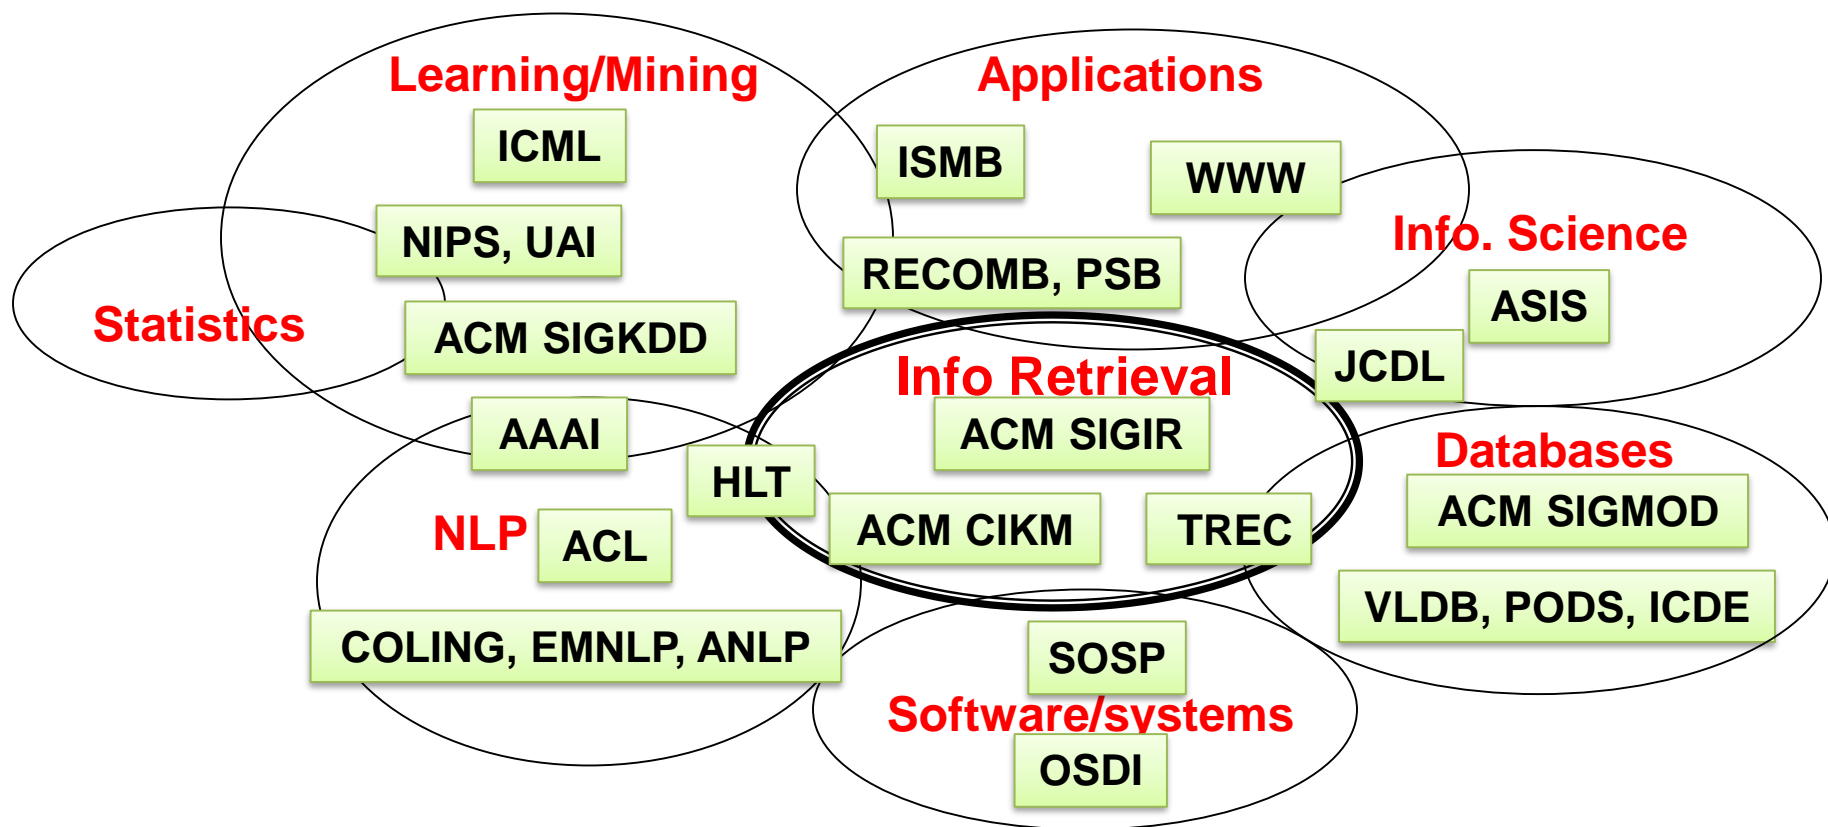 Learning/Mining
Applications
ICML
ISMB
WWW
NIPS, UAI
Info. Science
RECOMB, PSB
ASIS
Statistics
ACM SIGKDD
JCDL
Info Retrieval
AAAI
ACM SIGIR
Databases
HLT
ACM SIGMOD
NLP
ACL
ACM CIKM
TREC
VLDB, PODS, ICDE
COLING, EMNLP, ANLP
SOSP
Software/systems
OSDI